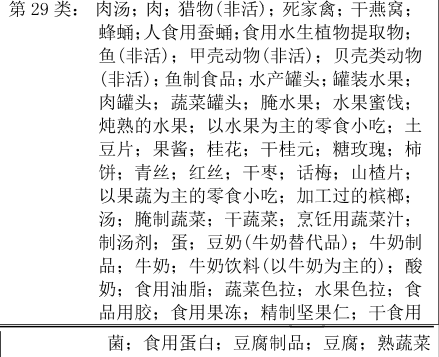 第 29 类： 肉汤；肉；猎物(非活)；死家禽；干燕窝；
蜂蛹；人食用蚕蛹；食用水生植物提取物；
鱼(非活)；甲壳动物(非活)；贝壳类动物
(非活)；鱼制食品；水产罐头；罐装水果；
肉罐头；蔬菜罐头；腌水果；水果蜜饯；
炖熟的水果；以水果为主的零食小吃；土
豆片；果酱；桂花；干桂元；糖玫瑰；柿
饼；青丝；红丝；干枣；话梅；山楂片；
以果蔬为主的零食小吃；加工过的槟榔；
汤；腌制蔬菜；干蔬菜；烹饪用蔬菜汁；
制汤剂；蛋；豆奶(牛奶替代品)；牛奶制
品；牛奶；牛奶饮料(以牛奶为主的)；酸
奶；食用油脂；蔬菜色拉；水果色拉；食
品用胶；食用果冻；精制坚果仁；干食用
菌；食用蛋白；豆腐制品；豆腐；熟蔬菜